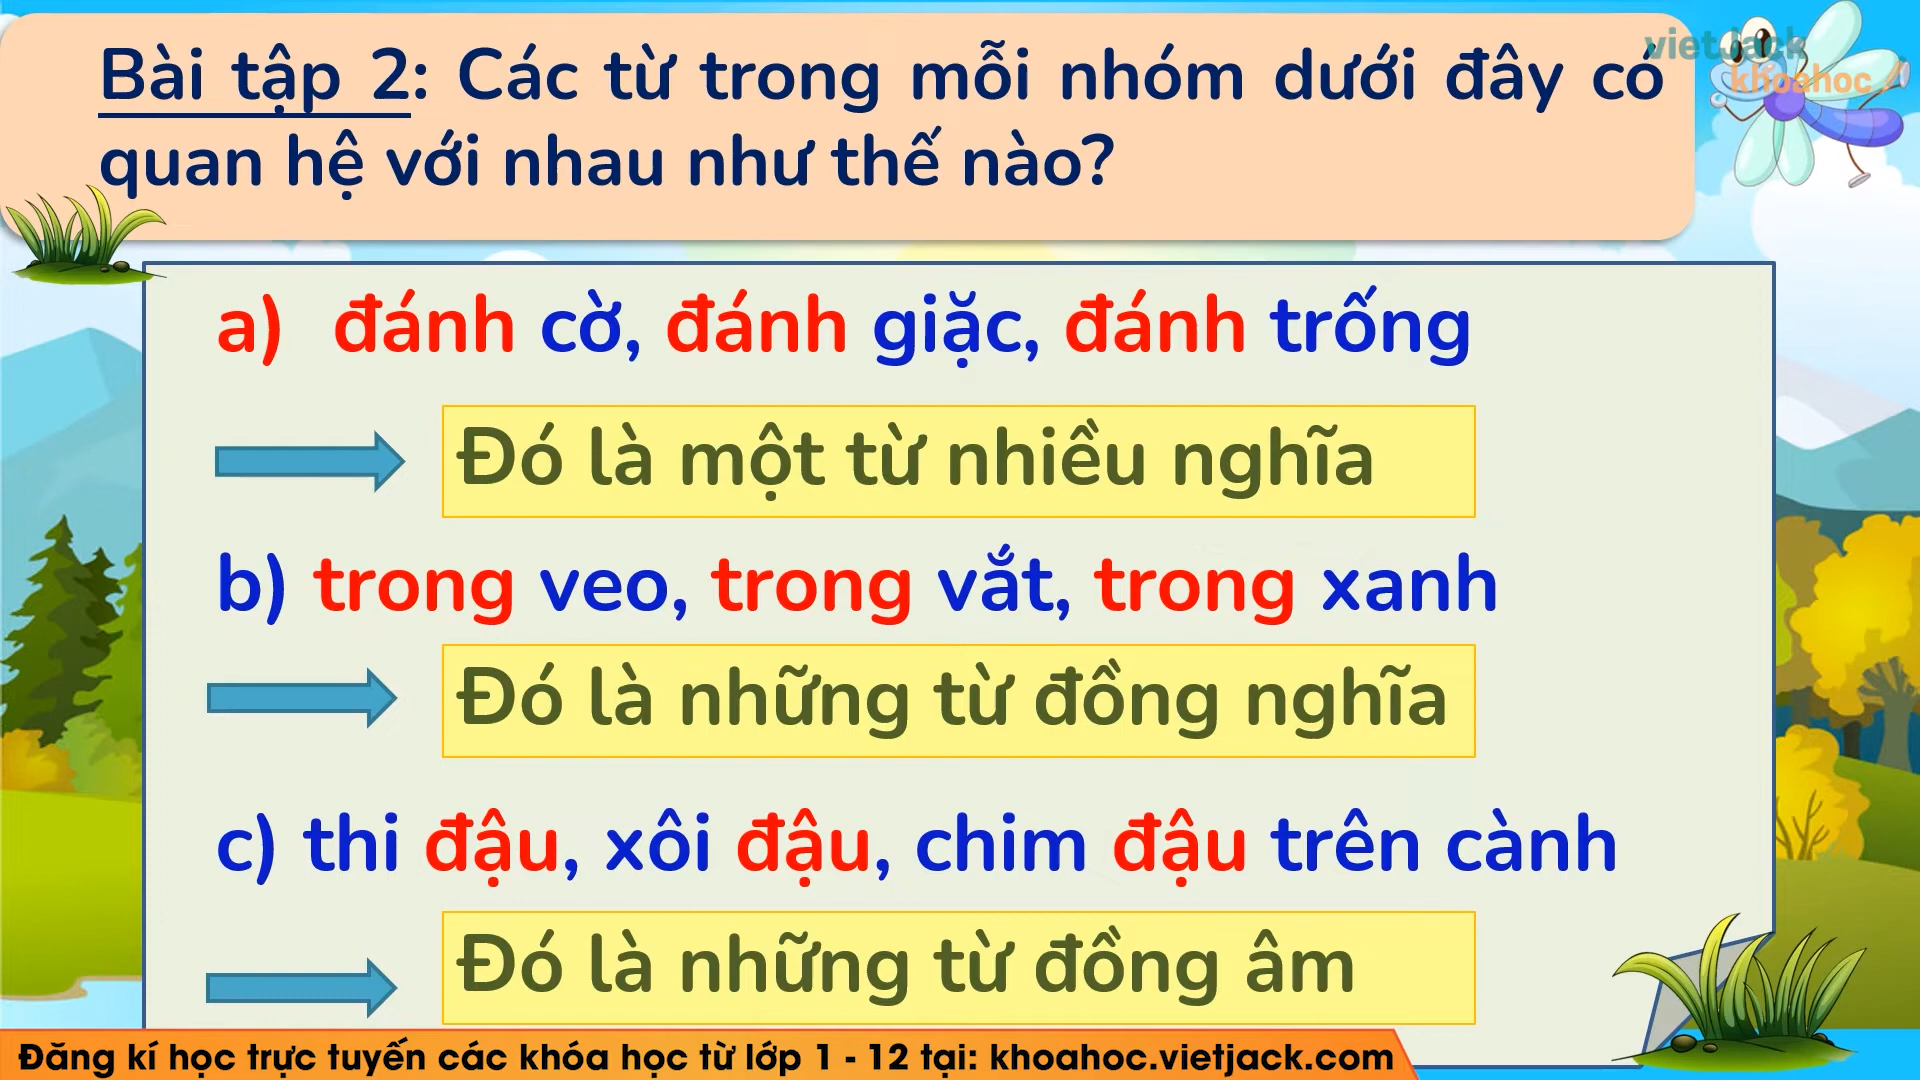 vietJack
khoahoc
Bài tập 2: Các từ trong mỗi nhóm dưới đây có
quan hệ với nhau như thế nào?
a) đánh cờ, đánh giặc, đánh trống
Đó là một từ nhiều nghĩa
b) trong veo, trong vắt, trong xanh
Đó là những từ đồng nghĩa
c) thi đậu, xôi đậu, chim đậu trên cành
Đó là những từ đồng âm
Đăng kí học trực tuyến các khóa học từ lớp 1 - 12 tại: khoahoc.vietjack.com